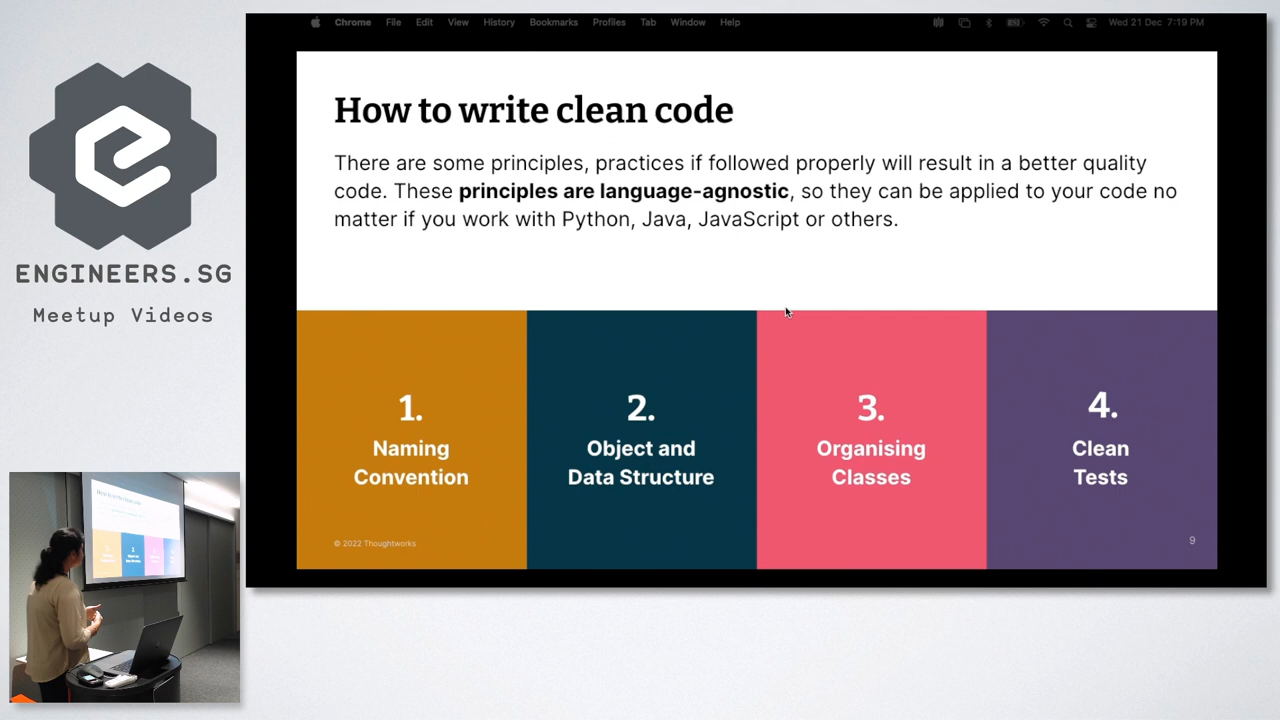 Chrome File Edit View History Bookmarks Profiles Tab Window Help Wed 21 Dec 7:19 PM
ENGINEERS.SG
Meetup Videos
How to write clean code
There are some principles, practices if followed properly will result in a better quality
code. These principles are language-agnostic, so they can be applied to your code no
matter if you work with Python, Java, JavaScript or others.
1.
Naming
Convention
2.
Object and
Data Structure
3.
Organising
Classes
4.
Clean
Tests
© 2022 Thoughtworks
9